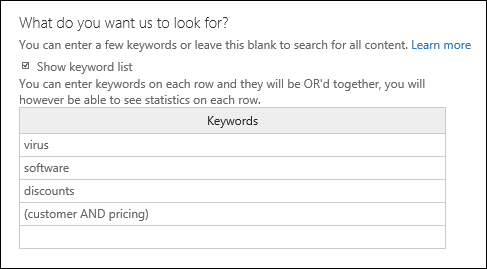 What do you want us to look for?
You can enter a few keywords or leave this blank to search for all content. Learn more
Show keyword list
You can enter keywords on each row and they will be OR'd together, you will
however be able to see statistics on each row.
Keywords
virus
software
discounts
(customer AND pricing)